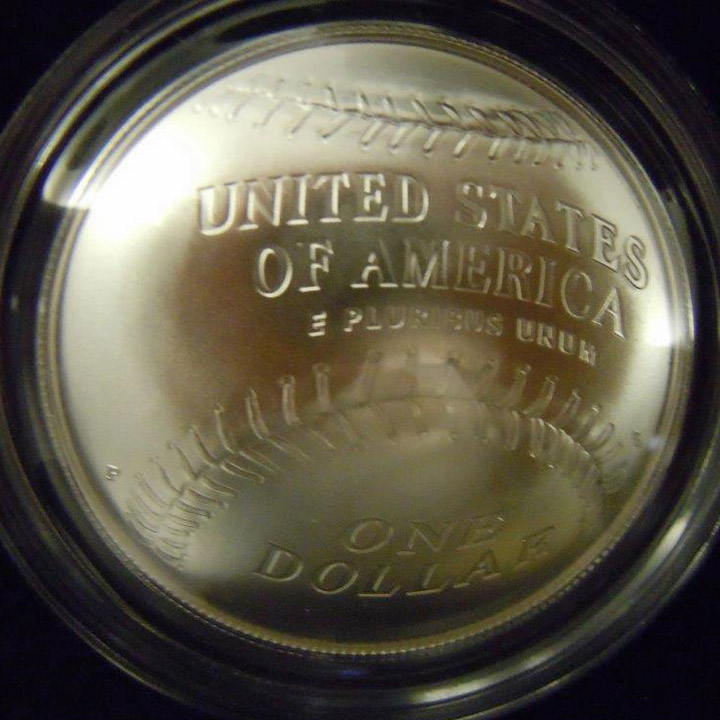 UNITED STATES
OF AMERICA
E PLURIBUS UNUM
P
ONE
DOLLAR